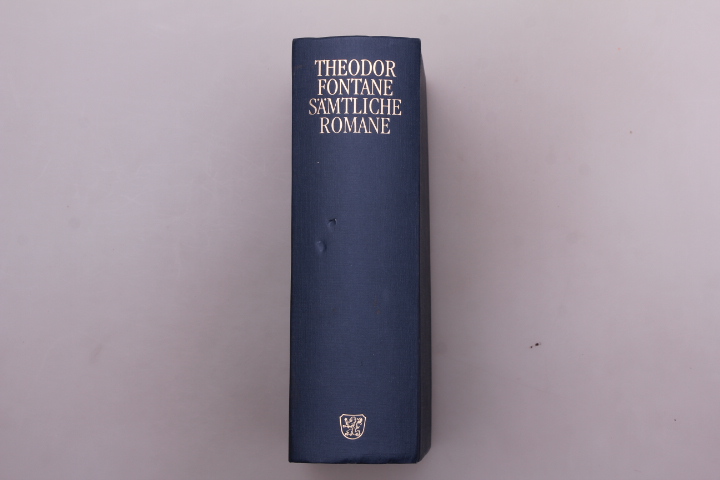 THEODOR
FONTANE
SÄMTLICHE
ROMANE